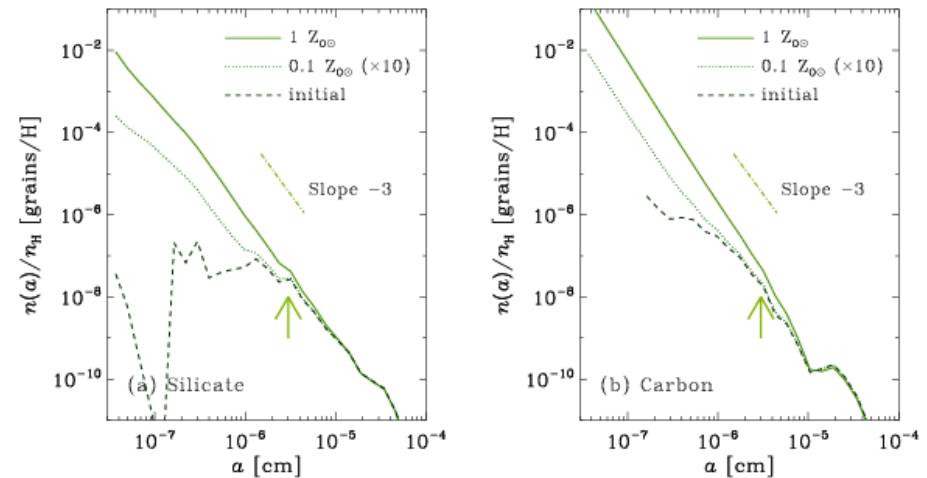 1 Z₀⊙
0.1 Z₀⊙ (×10)
initial
Slope −3
(a) Silicate
n(a)/n_H [grains/H]
10⁻²
10⁻⁴
10⁻⁶
10⁻⁸
10⁻¹⁰
10⁻⁷
10⁻⁶
10⁻⁵
10⁻⁴
a [cm]
1 Z₀⊙
0.1 Z₀⊙ (×10)
initial
Slope −3
(b) Carbon
n(a)/n_H [grains/H]
10⁻²
10⁻⁴
10⁻⁶
10⁻⁸
10⁻¹⁰
10⁻⁷
10⁻⁶
10⁻⁵
10⁻⁴
a [cm]